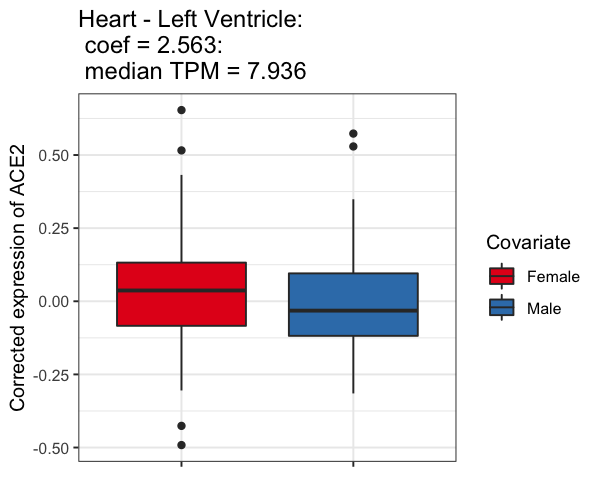 Heart - Left Ventricle:
coef = 2.563:
median TPM = 7.936
Corrected expression of ACE2
0.50
0.25
0.00
-0.25
-0.50
Covariate
Female
Male